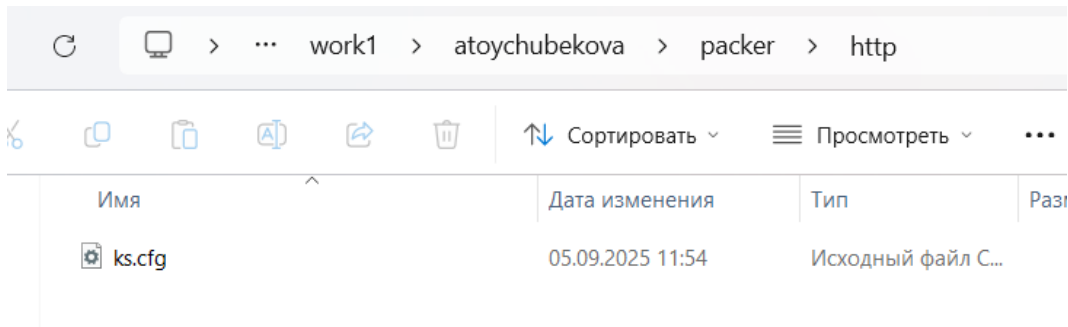 ... work1 > atoychubekova > packer > http
Сортировать Просмотреть ...
Имя Дата изменения Тип
ks.cfg 05.09.2025 11:54 Исходный файл С...